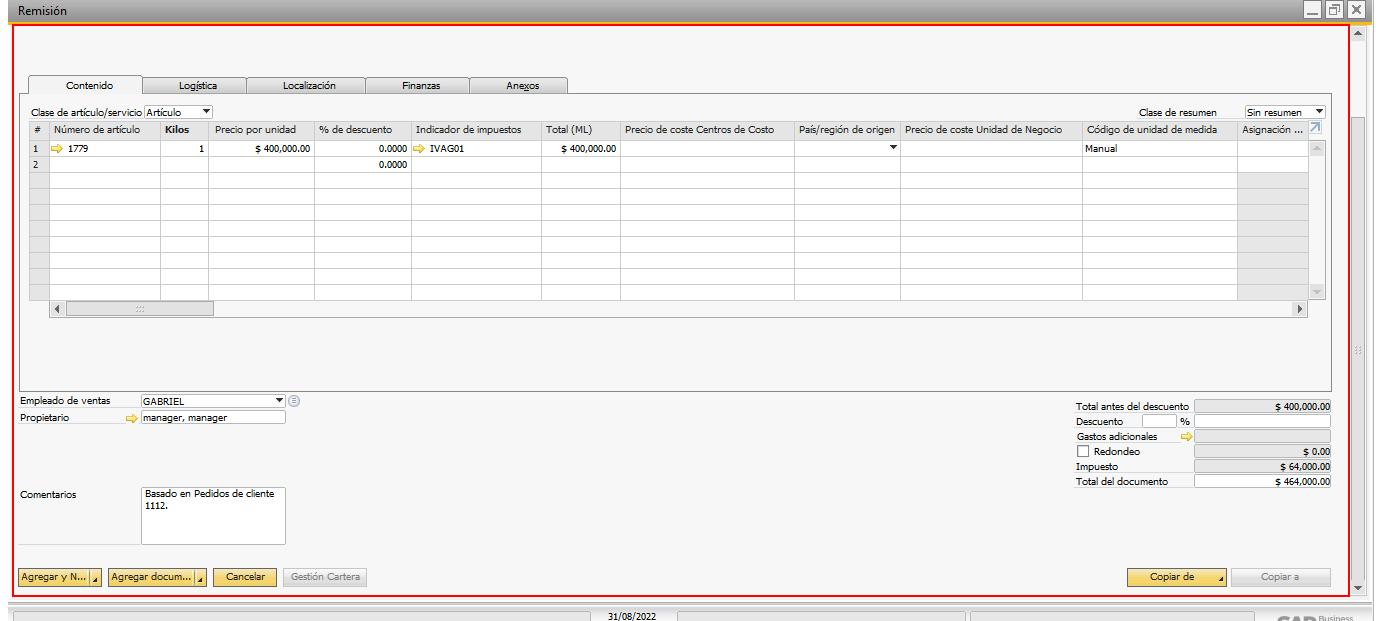 Remisión
Contenido Logística Localización Finanzas Anexos
Clase de artículo/servicio Artículo Clase de resumen Sin resumen
# Número de artículo Kilos Precio por unidad % de descuento Indicador de impuestos Total (ML) Precio de coste Centros de Costo País/región de origen Precio de coste Unidad de Negocio Código de unidad de medida Asignación ...
1 1779 1 $ 400,000.00 0.0000 IVAG01 $ 400,000.00 Manual
2 0.0000
Empleado de ventas GABRIEL
Propietario manager, manager
Total antes del descuento $ 400,000.00
Descuento %
Gastos adicionales
Redondeo $ 0.00
Impuesto $ 64,000.00
Total del documento $ 464,000.00
Comentarios Basado en Pedidos de cliente
1112.
Agregar y N... Agregar docum... Cancelar Gestión Cartera Copiar de Copiar a
31/08/2022
SAP Business